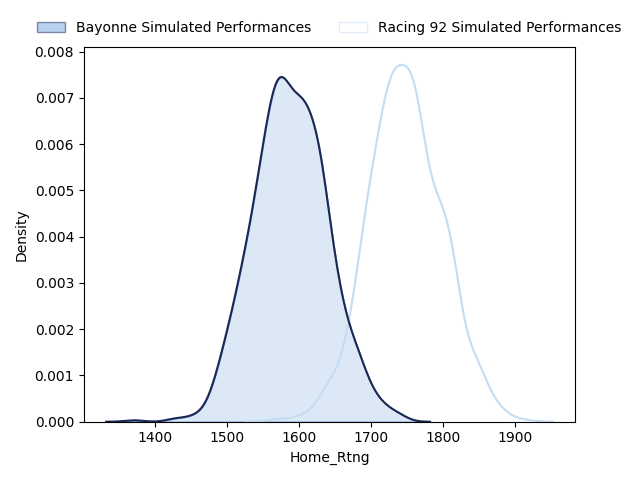 Bayonne Simulated Performances Racing 92 Simulated Performances
0.008
0.007
0.006
0.005
0.004
0.003
0.002
0.001
0.000
Density
1400 1500 1600 1700 1800 1900
Home_Rtng